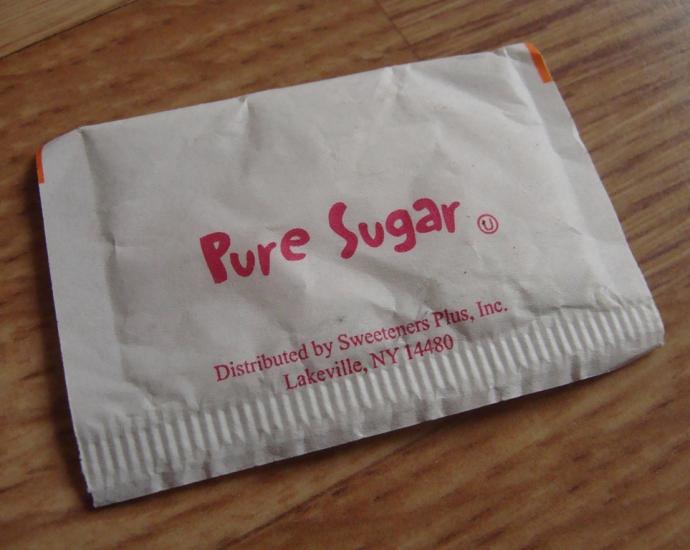 Pure Sugar Ⓤ
Distributed by Sweeteners Plus, Inc.
Lakeville, NY 14480